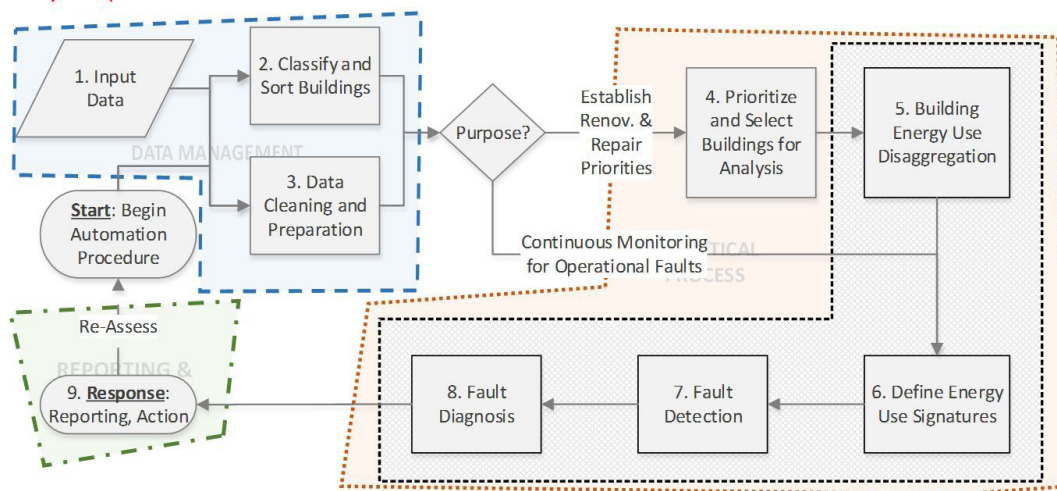 1. Input
Data
2. Classify and
Sort Buildings
DATA MANAGEMENT
3. Data
Cleaning and
Preparation
Start: Begin
Automation
Procedure
Purpose?
Establish
Renov. &
Repair
Priorities
4. Prioritize
and Select
Buildings for
Analysis
5. Building
Energy Use
Disaggregation
Continuous Monitoring
for Operational Faults
PROCESS
Re-Assess
REPORTING &
9. Response:
Reporting, Action
8. Fault
Diagnosis
7. Fault
Detection
6. Define Energy
Use Signatures